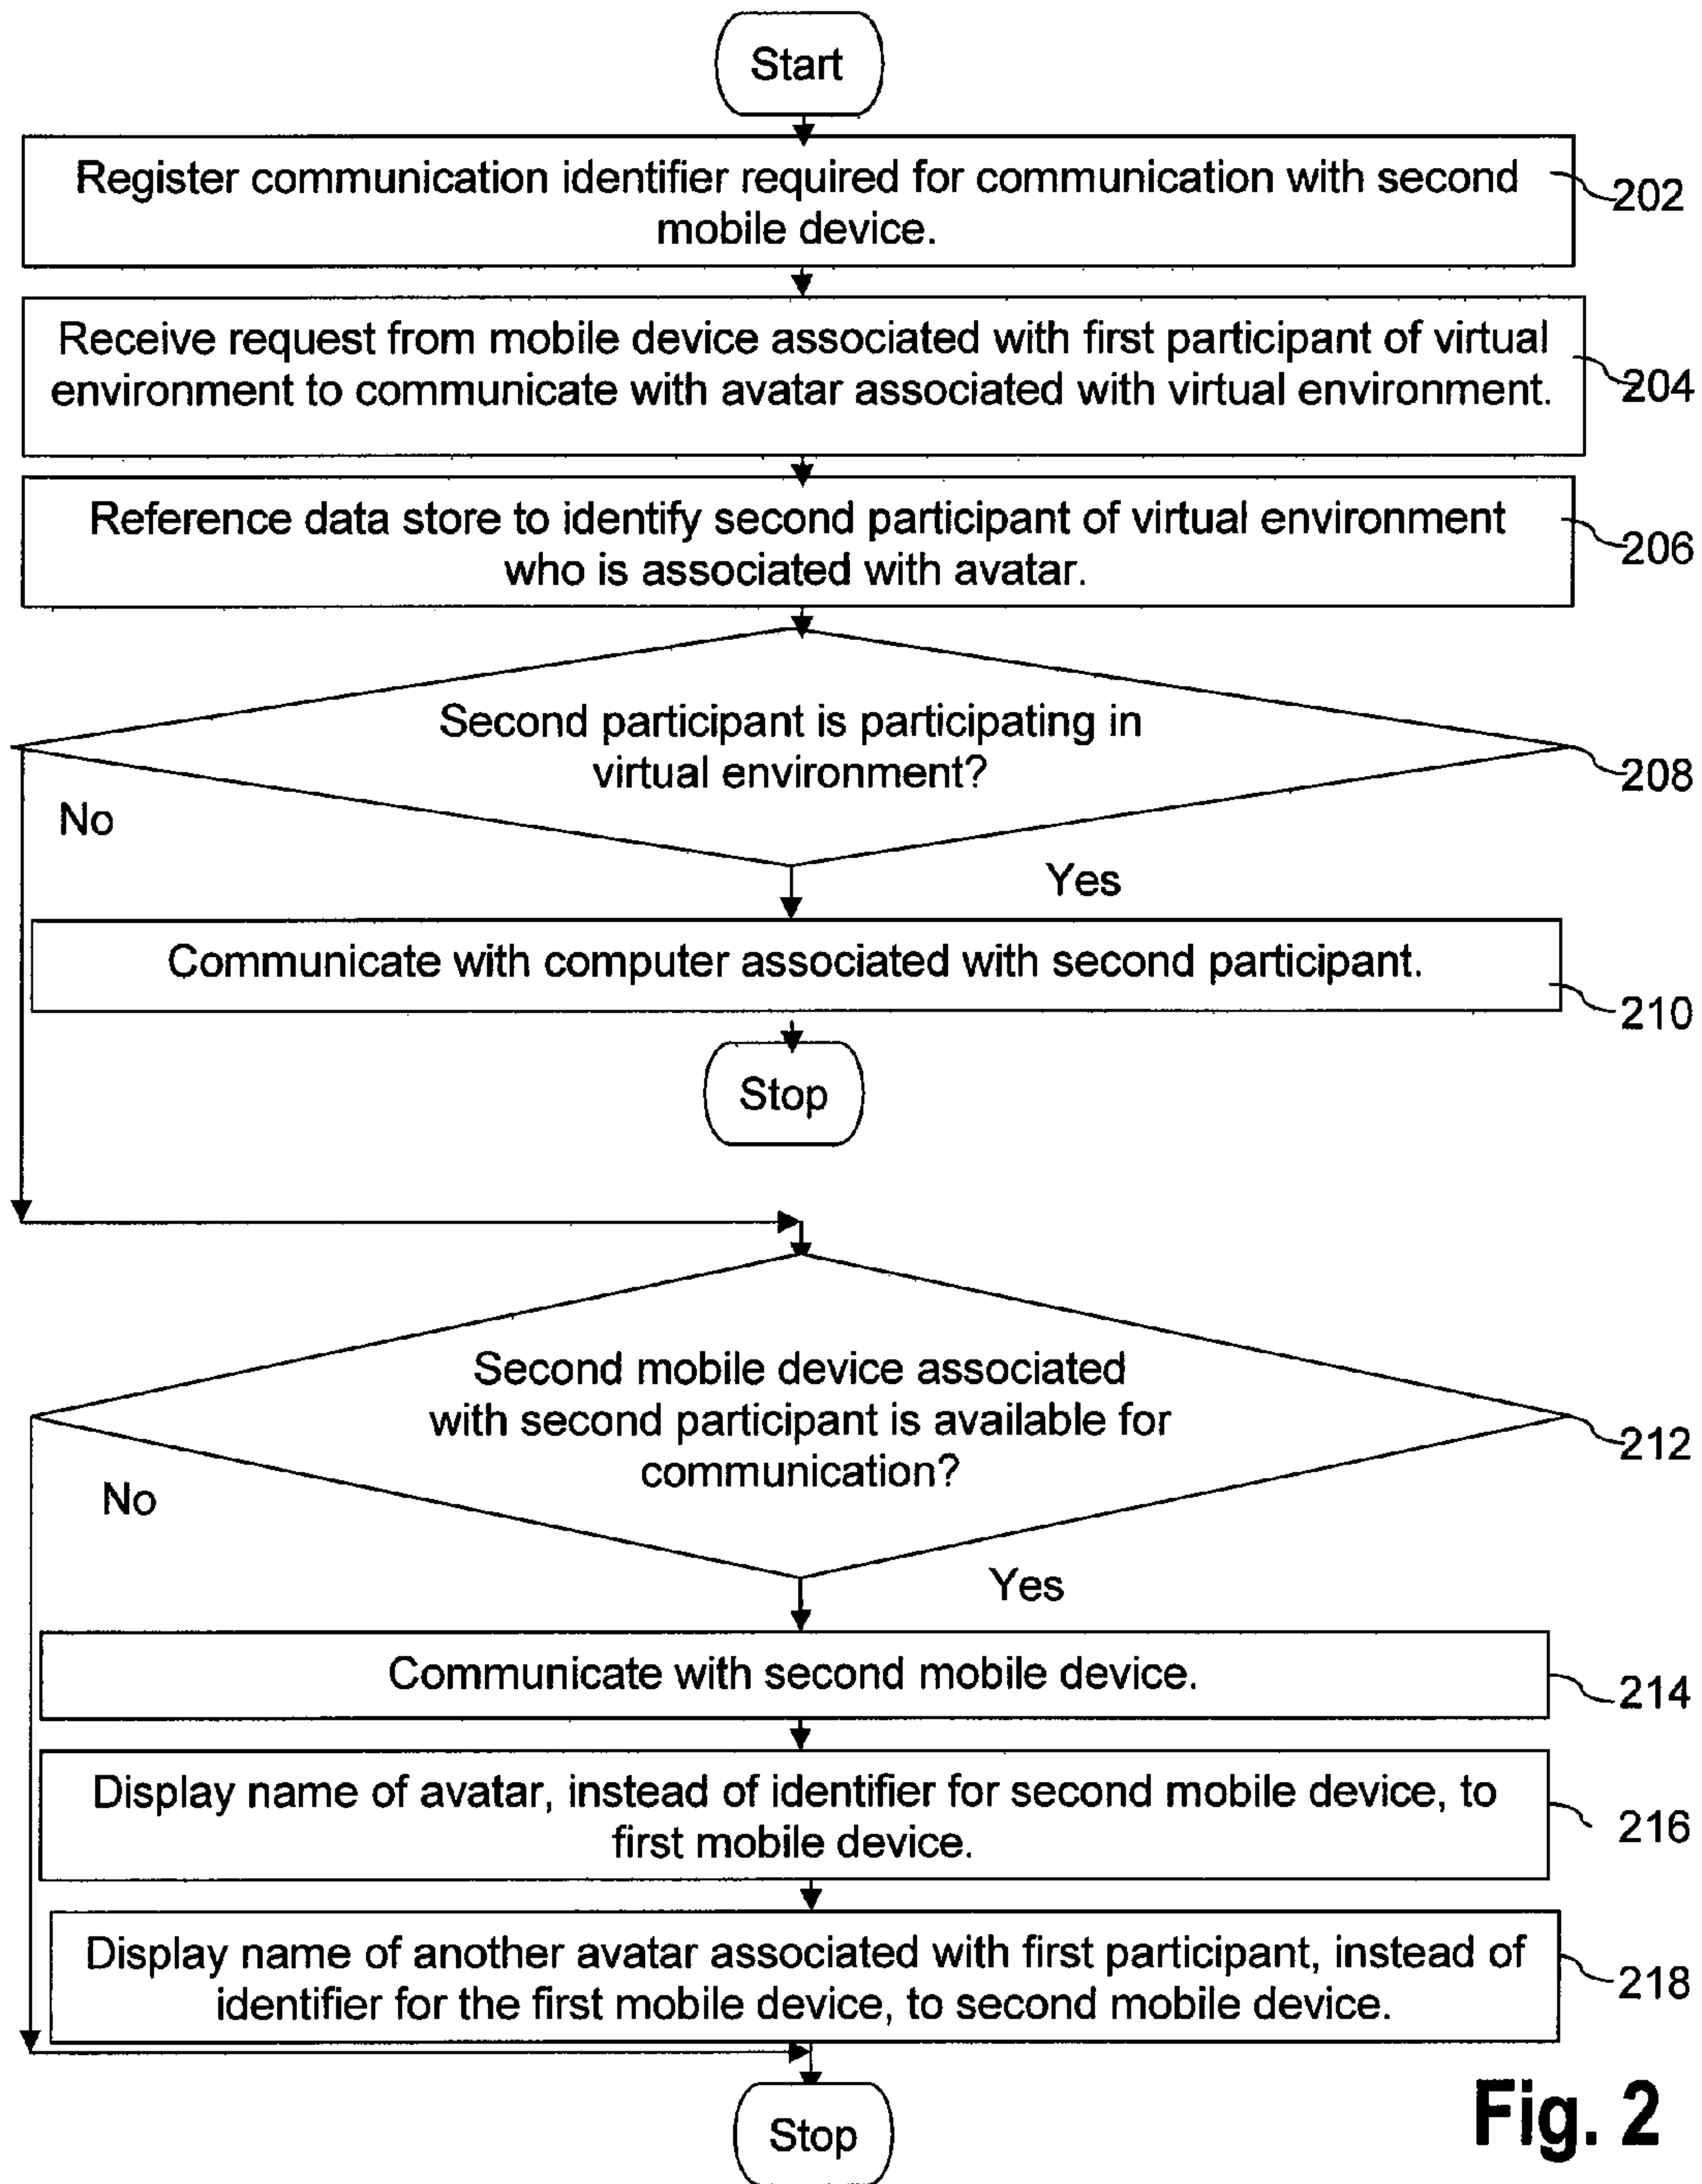 Start
Register communication identifier required for communication with second
mobile device.
202
Receive request from mobile device associated with first participant of virtual
environment to communicate with avatar associated with virtual environment.
204
Reference data store to identify second participant of virtual environment
who is associated with avatar.
206
Second participant is participating in
virtual environment?
208
No
Yes
Communicate with computer associated with second participant.
210
Stop
Second mobile device associated
with second participant is available for
communication?
212
No
Yes
Communicate with second mobile device.
214
Display name of avatar, instead of identifier for second mobile device, to
first mobile device.
216
Display name of another avatar associated with first participant, instead of
identifier for the first mobile device, to second mobile device.
218
Stop
Fig. 2